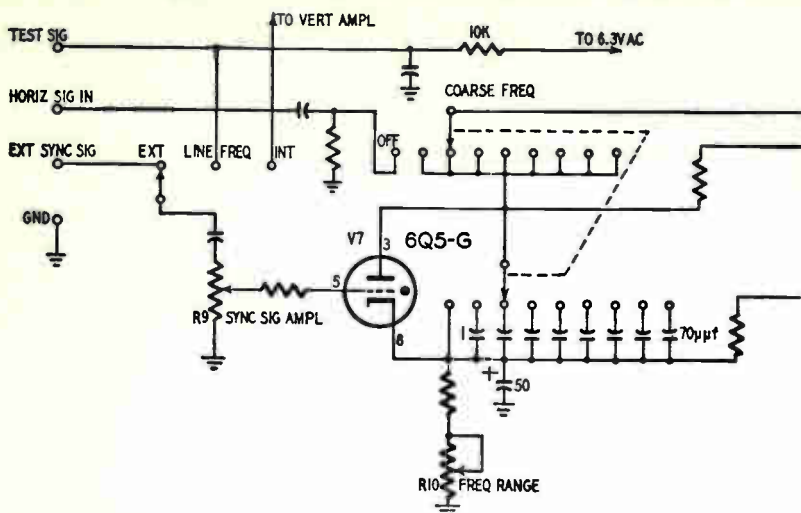 TO VERT AMPL
TEST SIG
10K
TO 6.3VAC
HORIZ SIG IN
COARSE FREQ
EXT SYNC SIG
EXT
LINE FREQ
INT
OFF
GND
V7
6Q5-G
3
5
8
R9 SYNC SIG AMPL
1
70µµf
+
50
R10 FREQ RANGE